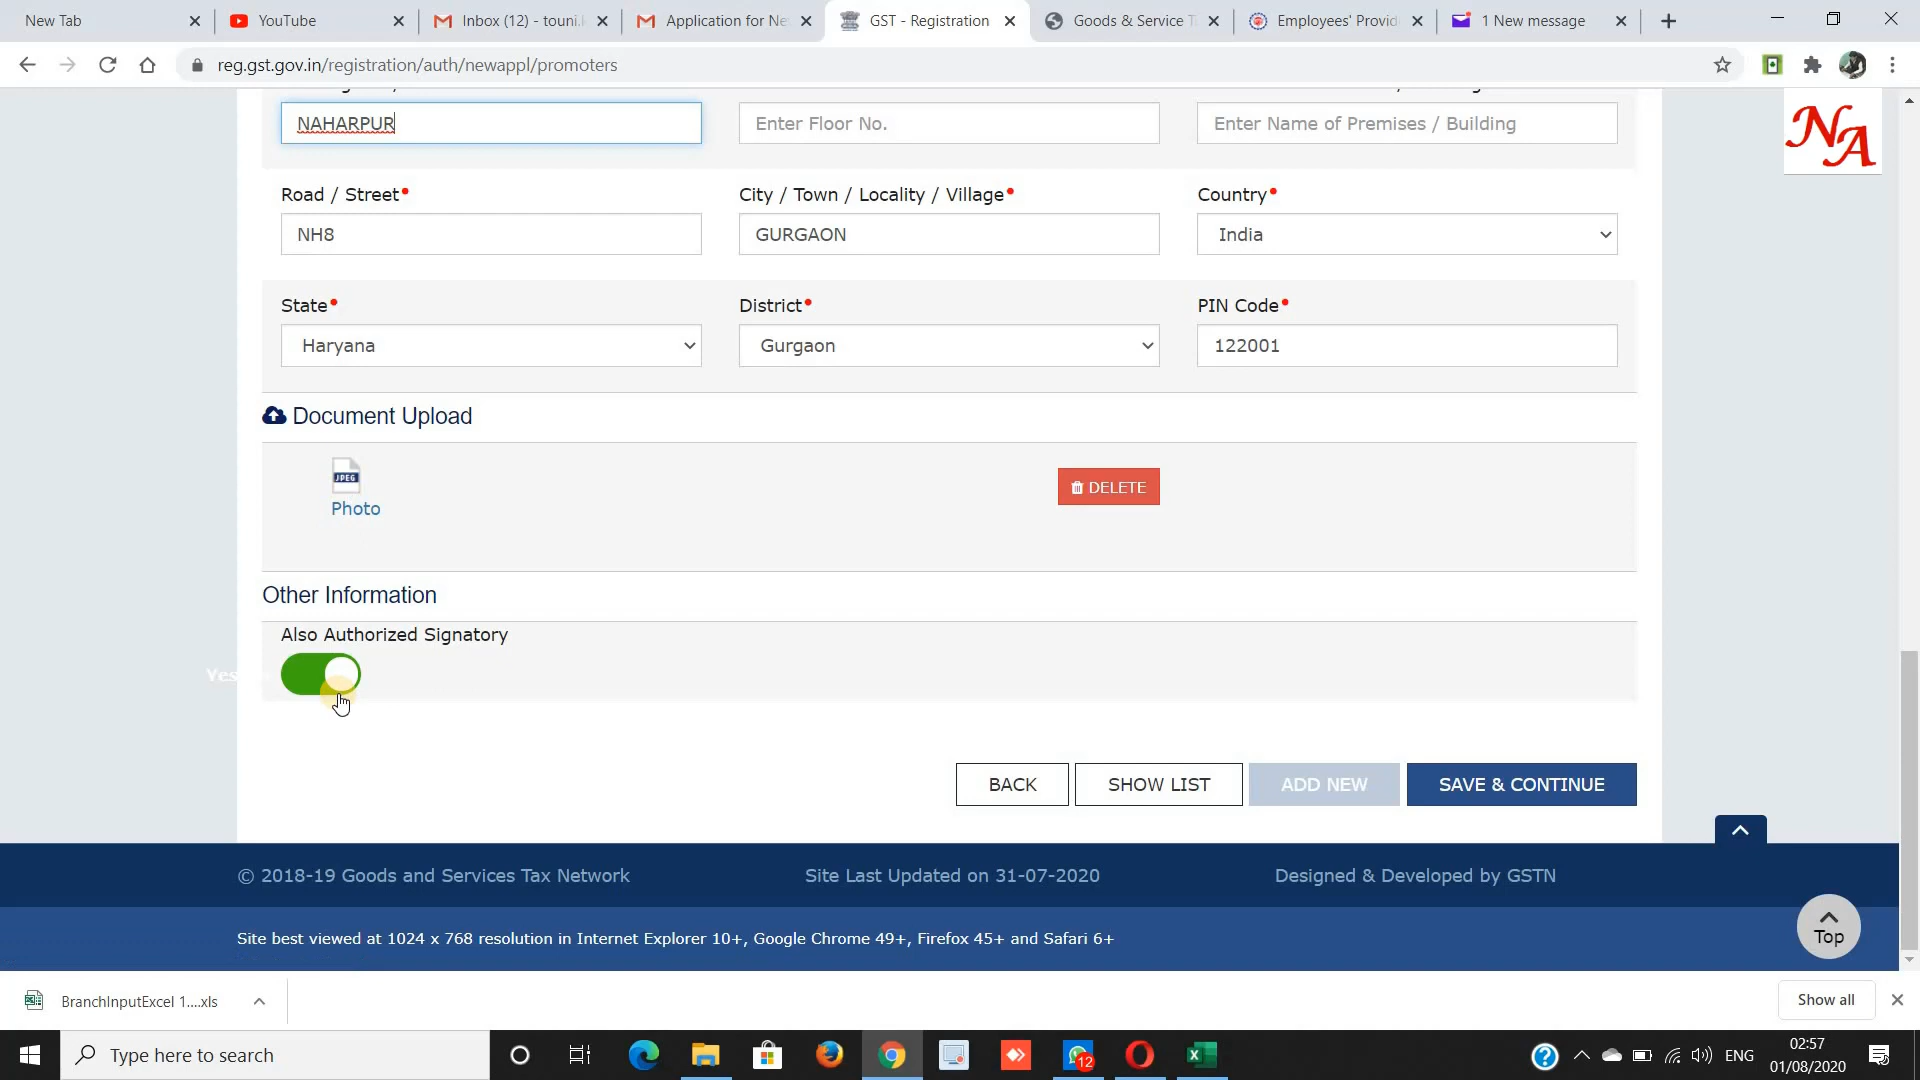 New Tab
YouTube
Inbox (12) - touni.
Application for Ne
GST - Registration
Goods & Service T
Employees' Provid
1 New message
reg.gst.gov.in/registration/auth/newappl/promoters
NA
NAHARPUR
Enter Floor No.
Enter Name of Premises / Building
Road / Street
City / Town / Locality / Village
Country
NH8
GURGAON
India
State
District
PIN Code
Haryana
Gurgaon
122001
Document Upload
JPEG
Photo
DELETE
Other Information
Also Authorized Signatory
Yes
BACK
SHOW LIST
ADD NEW
SAVE & CONTINUE
© 2018-19 Goods and Services Tax Network
Site Last Updated on 31-07-2020
Designed & Developed by GSTN
Top
Site best viewed at 1024 x 768 resolution in Internet Explorer 10+, Google Chrome 49+, Firefox 45+ and Safari 6+
BranchInputExcel 1....xls
Show all
Type here to search
12
ENG
02:57
01/08/2020